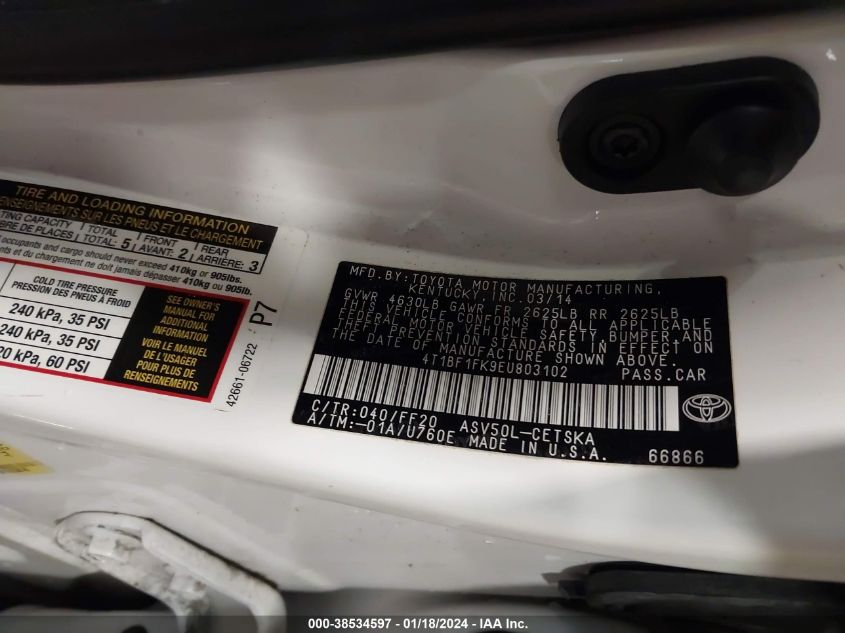 TIRE AND LOADING INFORMATION
RENSEIGNEMENTS SUR LES PNEUS ET LE CHARGEMENT
TING CAPACITY TOTAL FRONT REAR
BRE DE PLACES TOTAL: 5 AVANT: 2 ARRIÈRE: 3
occupants and cargo should never exceed 410kg or 905lbs.
nts et du chargement ne doit jamais dépasser 410kg ou 905lb.
COLD TIRE PRESSURE
PRESSION DES PNEUS À FROID
240 kPa, 35 PSI
240 kPa, 35 PSI
20 kPa, 60 PSI
SEE OWNER'S
MANUAL FOR
ADDITIONAL
INFORMATION
VOIR LE MANUEL
DE L'USAGER
POUR PLUS DE
RENSEIGNEMENTS
42661-06722
P7
MFD.BY:TOYOTA MOTOR MANUFACTURING,
KENTUCKY, INC.03/14
GVWR 4630LB GAWR FR 2625LB RR 2625LB
THIS VEHICLE CONFORMS TO ALL APPLICABLE
FEDERAL MOTOR VEHICLE SAFETY,BUMPER,AND
THEFT PREVENTION STANDARDS IN EFFECT ON
THE DATE OF MANUFACTURE SHOWN ABOVE.
4T1BF1FK9EU803102 PASS.CAR
C/TR:040/FF20 ASV50L-CETSKA
A/TM:-01A/U760E MADE IN U.S.A. 66866
000-38534597 - 01/18/2024 - IAA Inc.